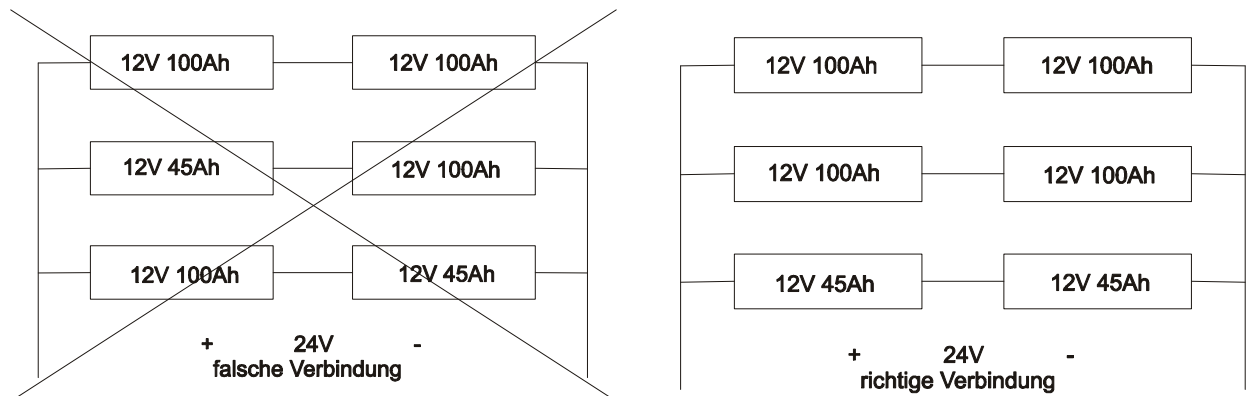 12V 100Ah 12V 100Ah
12V 45Ah 12V 100Ah
12V 100Ah 12V 45Ah
+ 24V -
falsche Verbindung
12V 100Ah 12V 100Ah
12V 100Ah 12V 100Ah
12V 45Ah 12V 45Ah
+ 24V -
richtige Verbindung